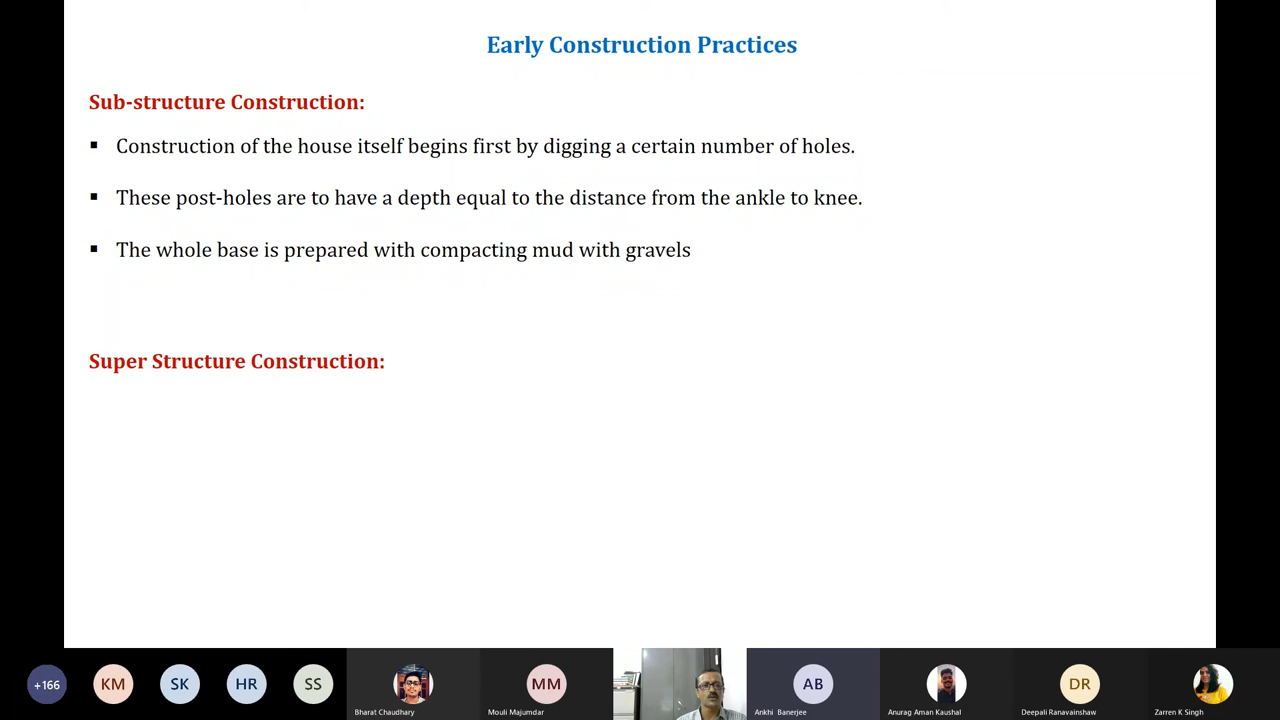 Early Construction Practices
Sub-structure Construction:
▪ Construction of the house itself begins first by digging a certain number of holes.
▪ These post-holes are to have a depth equal to the distance from the ankle to knee.
▪ The whole base is prepared with compacting mud with gravels
Super Structure Construction:
+166 KM SK HR SS MM AB DR
Bharat Chaudhary Mouli Majumdar Ankhi Banerjee Anurag Aman Kaushal Deepali Ranavainshaw Zarren K Singh